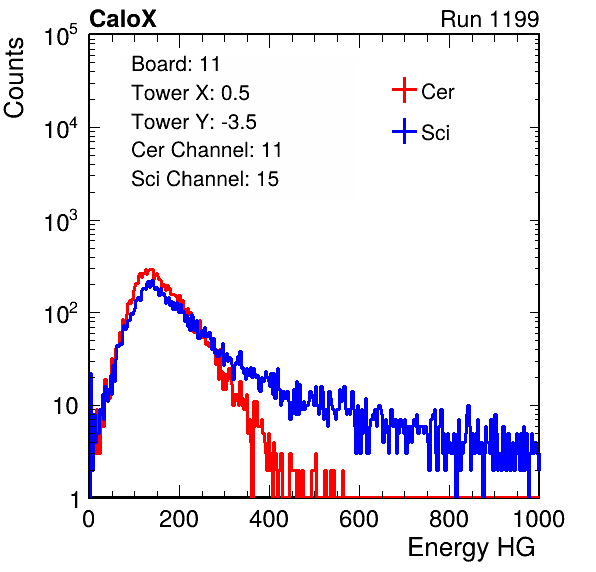 CaloX Run 1199
Counts
Board: 11
Tower X: 0.5
Tower Y: -3.5
Cer Channel: 11
Sci Channel: 15
Cer
Sci
10^5
10^4
10^3
10^2
10
1
0 200 400 600 800 1000
Energy HG